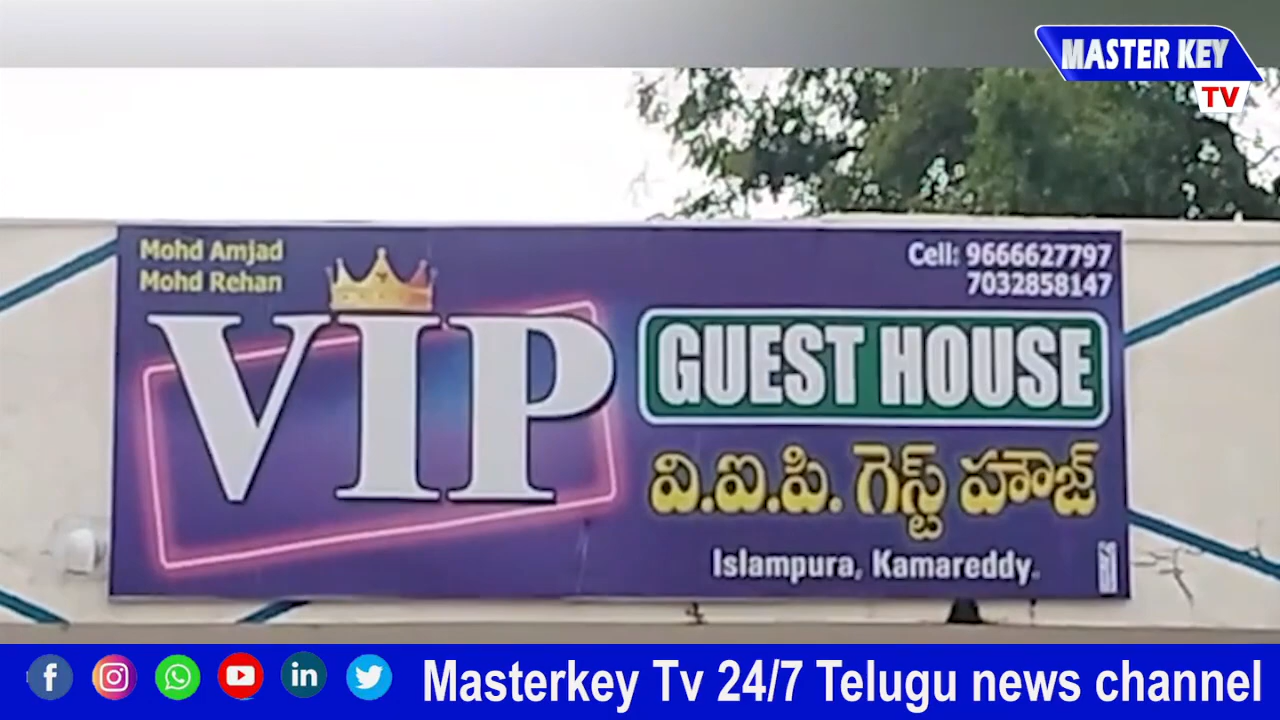 MASTER KEY
TV
Mohd Amjad
Mohd Rehan
Cell: 9666627797
7032858147
VIP
GUEST HOUSE
వి.ఐ.పి. గెస్ట్ హౌజ్
Islampura, Kamareddy.
Masterkey Tv 24/7 Telugu news channel